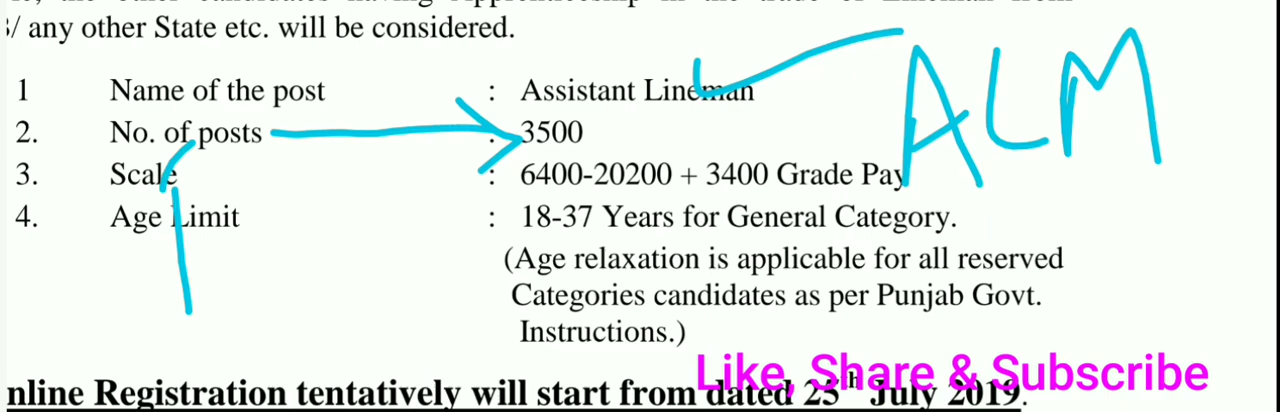 / any other State etc. will be considered.
1 Name of the post : Assistant Lineman
2. No. of posts : 3500
3. Scale : 6400-20200 + 3400 Grade Pay
4. Age Limit : 18-37 Years for General Category.
(Age relaxation is applicable for all reserved
Categories candidates as per Punjab Govt.
Instructions.)
nline Registration tentatively will start from dated 25th July 2019.
ALM
Like, Share & Subscribe